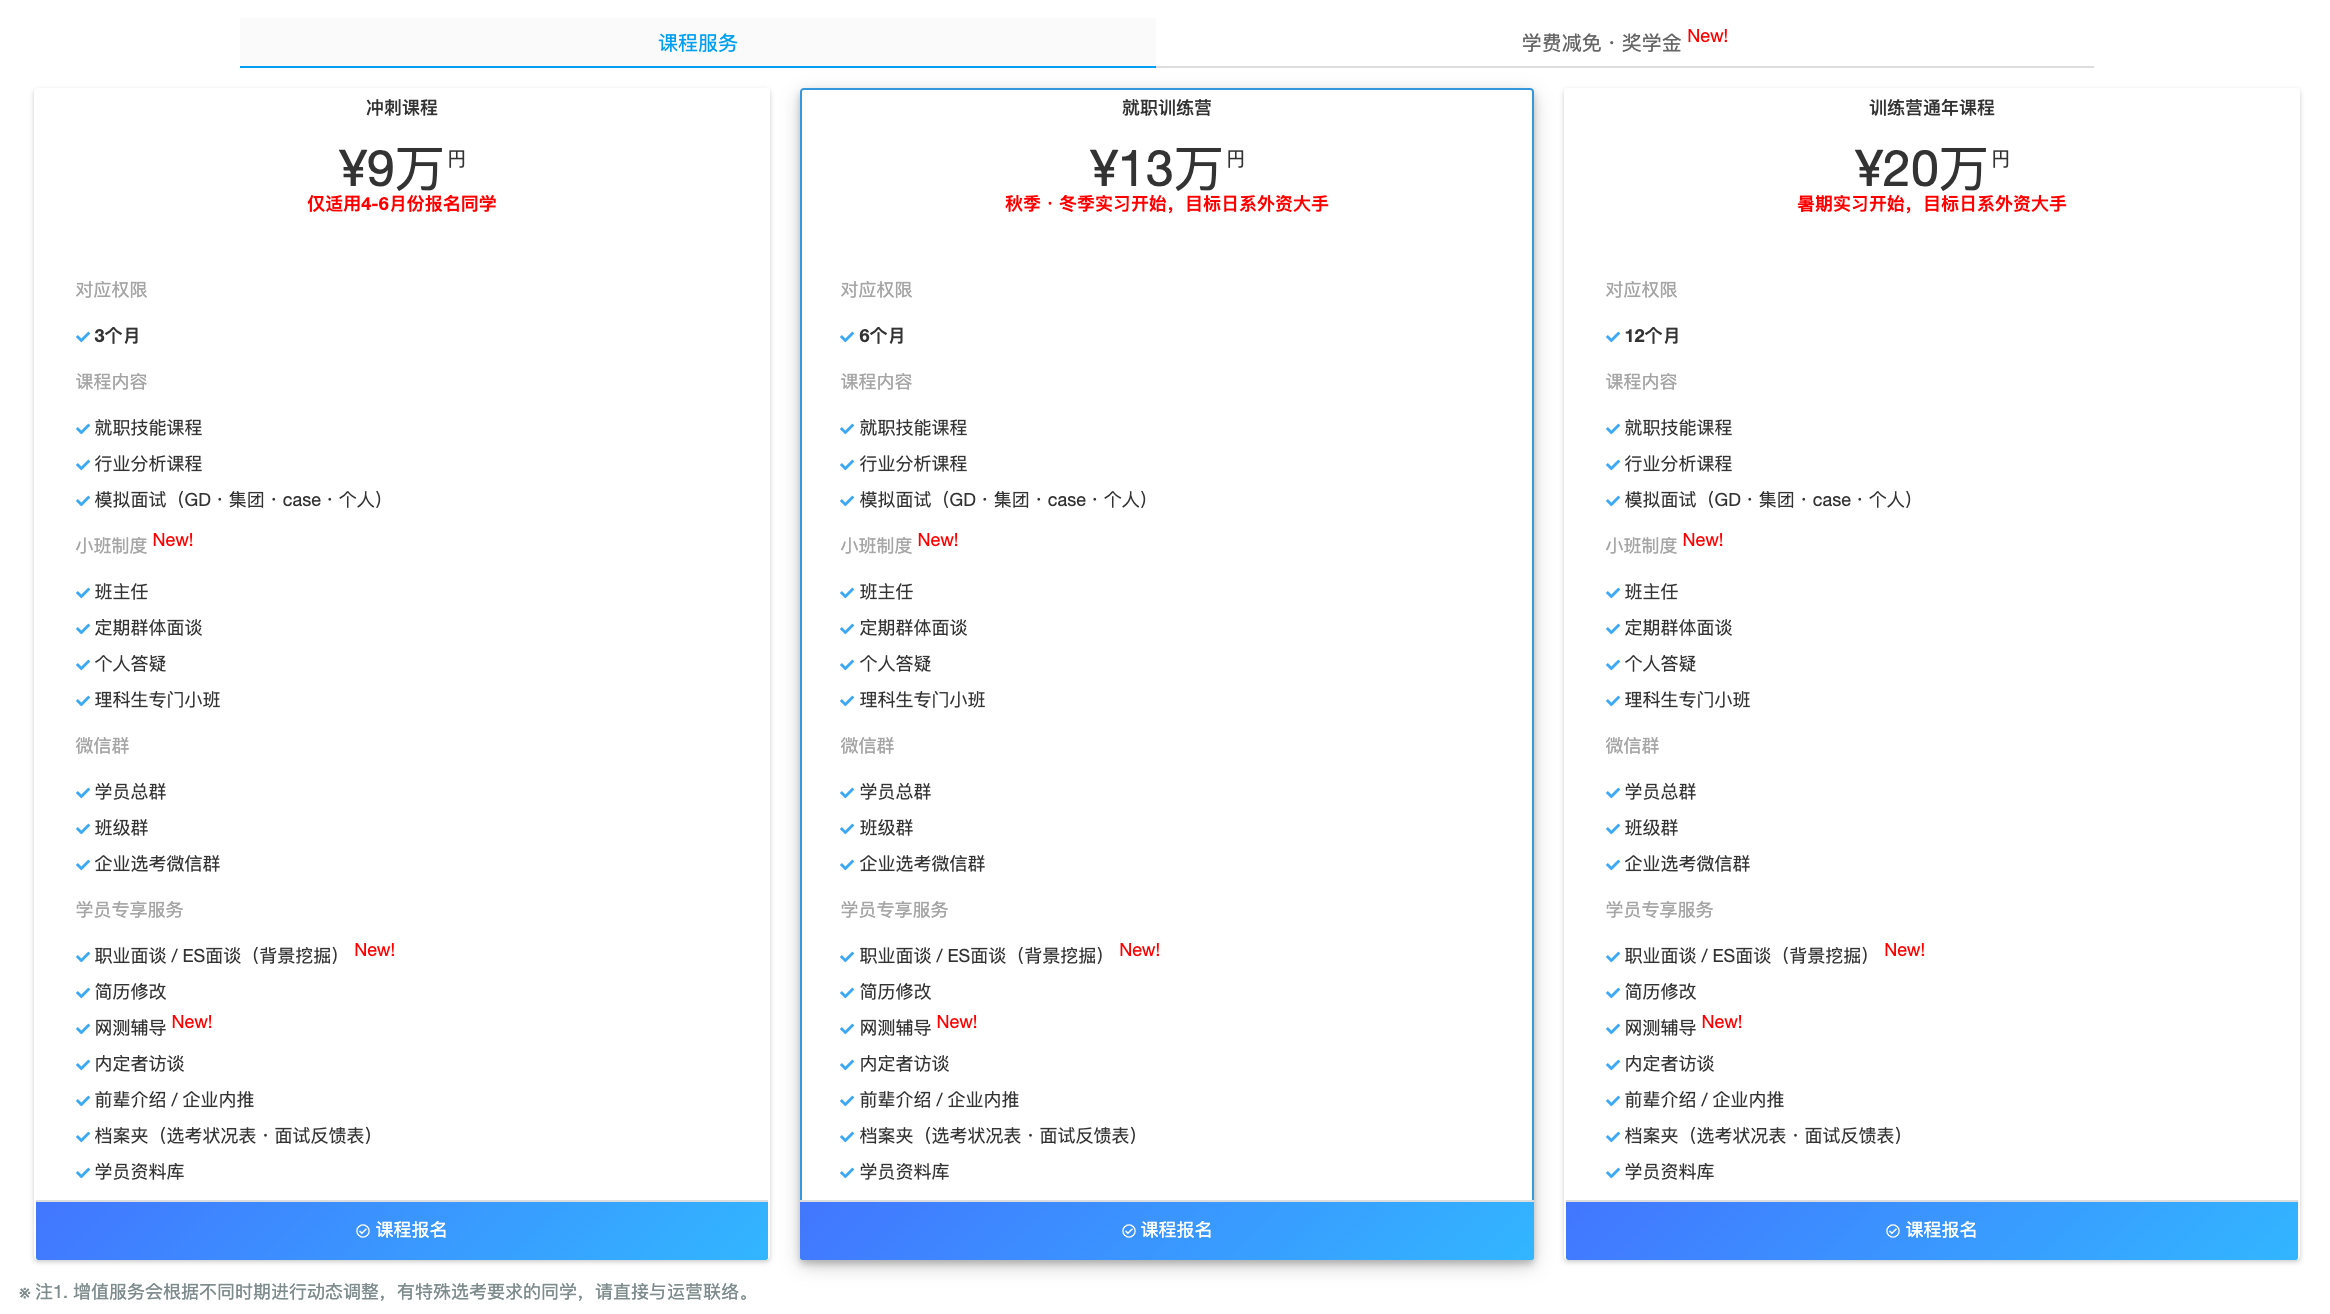 课程服务
学费减免 · 奖学金 New!
冲刺课程
¥9万 円
仅适用4-6月份报名同学
对应权限
3个月
课程内容
就职技能课程
行业分析课程
模拟面试（GD · 集团 · case · 个人）
小班制度 New!
班主任
定期群体面谈
个人答疑
理科生专门小班
微信群
学员总群
班级群
企业选考微信群
学员专享服务
职业面谈 / ES面谈（背景挖掘） New!
简历修改
网测辅导 New!
内定者访谈
前辈介绍 / 企业内推
档案夹（选考状况表 · 面试反馈表）
学员资料库
课程报名
就职训练营
¥13万 円
秋季 · 冬季实习开始，目标日系外资大手
对应权限
6个月
课程内容
就职技能课程
行业分析课程
模拟面试（GD · 集团 · case · 个人）
小班制度 New!
班主任
定期群体面谈
个人答疑
理科生专门小班
微信群
学员总群
班级群
企业选考微信群
学员专享服务
职业面谈 / ES面谈（背景挖掘） New!
简历修改
网测辅导 New!
内定者访谈
前辈介绍 / 企业内推
档案夹（选考状况表 · 面试反馈表）
学员资料库
课程报名
训练营通年课程
¥20万 円
暑期实习开始，目标日系外资大手
对应权限
12个月
课程内容
就职技能课程
行业分析课程
模拟面试（GD · 集团 · case · 个人）
小班制度 New!
班主任
定期群体面谈
个人答疑
理科生专门小班
微信群
学员总群
班级群
企业选考微信群
学员专享服务
职业面谈 / ES面谈（背景挖掘） New!
简历修改
网测辅导 New!
内定者访谈
前辈介绍 / 企业内推
档案夹（选考状况表 · 面试反馈表）
学员资料库
课程报名
※ 注1. 增值服务会根据不同时期进行动态调整，有特殊选考要求的同学，请直接与运营联络。